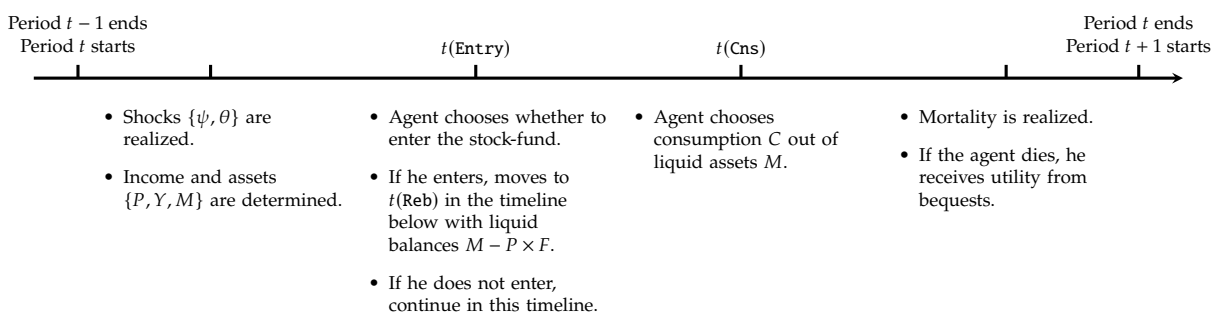 Period t − 1 ends
Period t starts
t(Entry)
t(Cns)
Period t ends
Period t + 1 starts
• Shocks {ψ, θ} are
realized.
• Income and assets
{P, Y, M} are determined.
• Agent chooses whether to
enter the stock-fund.
• If he enters, moves to
t(Reb) in the timeline
below with liquid
balances M − P × F.
• If he does not enter,
continue in this timeline.
• Agent chooses
consumption C out of
liquid assets M.
• Mortality is realized.
• If the agent dies, he
receives utility from
bequests.